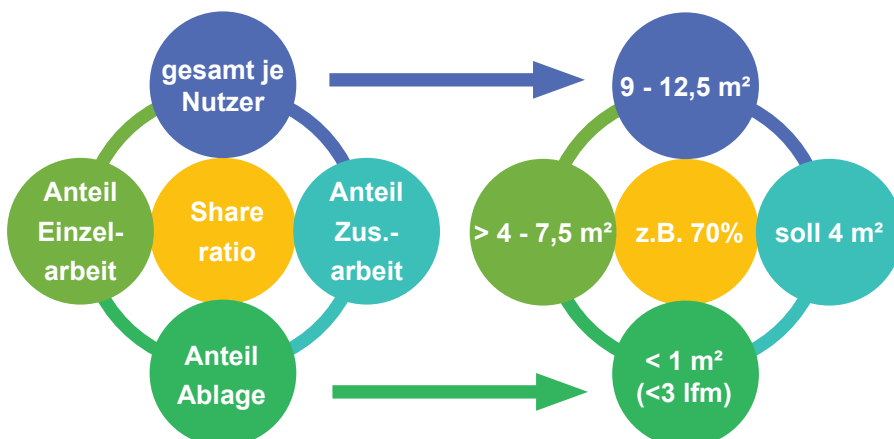 gesamt je
Nutzer
Anteil
Einzel-
arbeit
Share
ratio
Anteil
Zus.-
arbeit
Anteil
Ablage
9 - 12,5 m²
> 4 - 7,5 m²
z.B. 70%
soll 4 m²
< 1 m²
(<3 lfm)